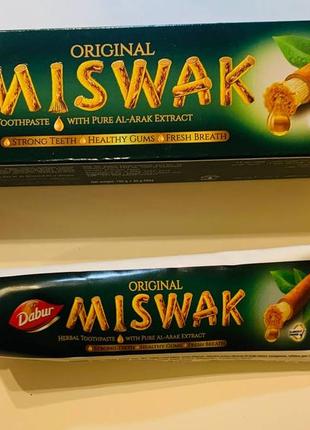 ORIGINAL
MISWAK
TOOTHPASTE WITH PURE AL-ARAK EXTRACT
STRONG TEETH HEALTHY GUMS FRESH BREATH
Dabur
ORIGINAL
MISWAK
HERBAL TOOTHPASTE WITH PURE AL-ARAK EXTRACT
STRONG TEETH HEALTHY GUMS FRESH BREATH